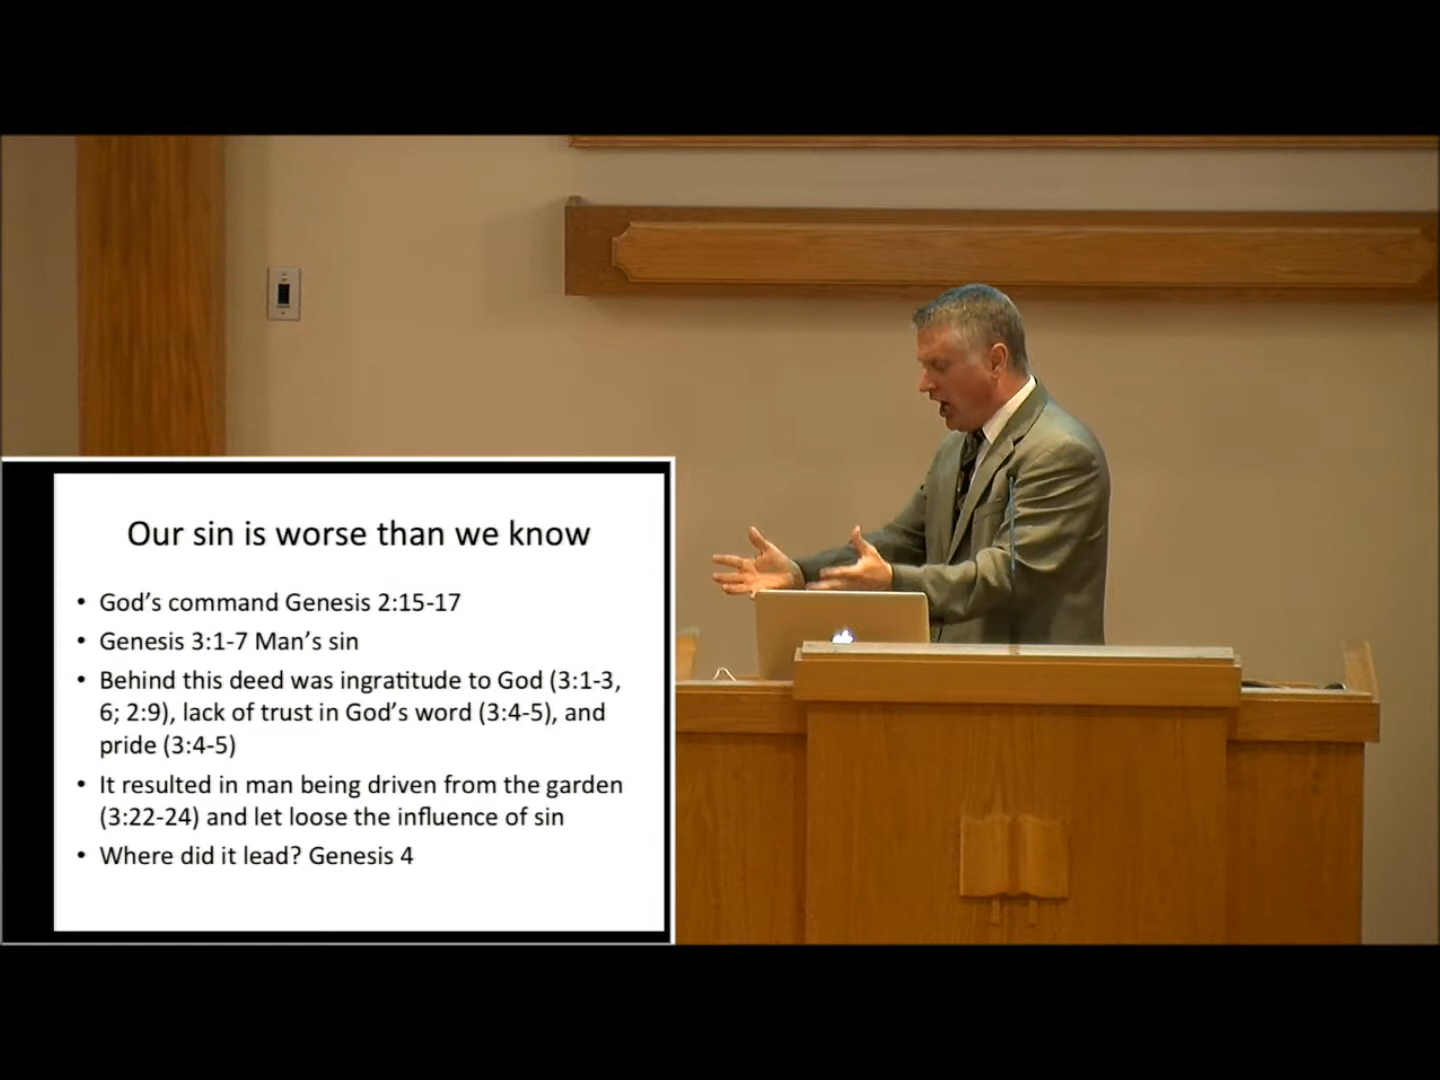 Our sin is worse than we know
• God's command Genesis 2:15-17
• Genesis 3:1-7 Man's sin
• Behind this deed was ingratitude to God (3:1-3,
6; 2:9), lack of trust in God's word (3:4-5), and
pride (3:4-5)
• It resulted in man being driven from the garden
(3:22-24) and let loose the influence of sin
• Where did it lead? Genesis 4